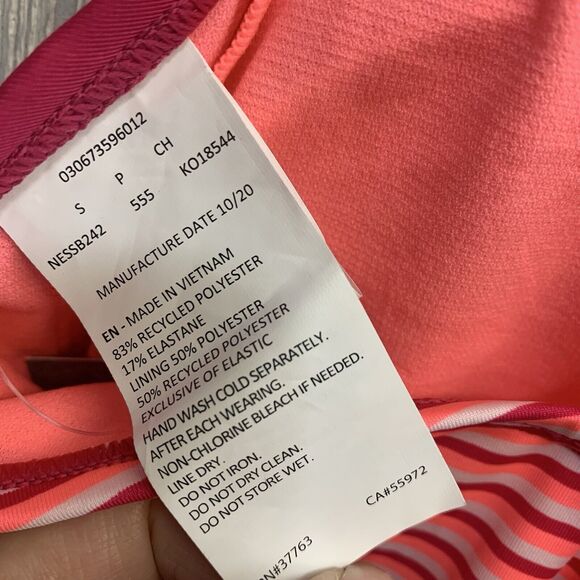 030673596012
S P CH
NESSB242 555 KO18544
MANUFACTURE DATE 10/20
EN - MADE IN VIETNAM
83% RECYCLED POLYESTER
17% ELASTANE
LINING 50% POLYESTER
50% RECYCLED POLYESTER
EXCLUSIVE OF ELASTIC
HAND WASH COLD SEPARATELY.
AFTER EACH WEARING.
NON-CHLORINE BLEACH IF NEEDED.
LINE DRY.
DO NOT IRON.
DO NOT DRY CLEAN.
DO NOT STORE WET.
CA#55972
N#37763